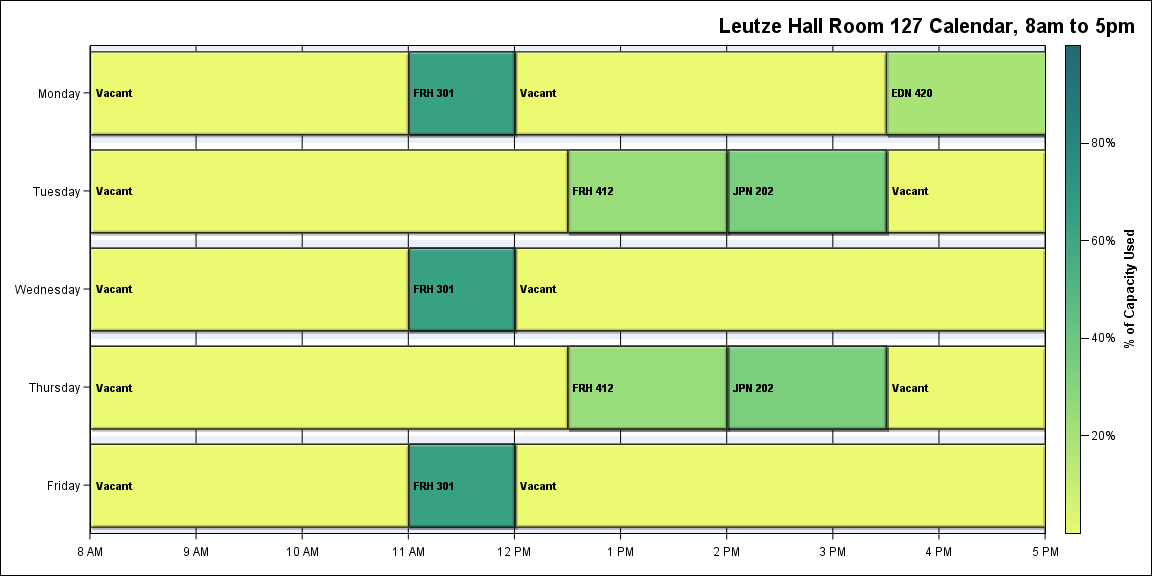 Leutze Hall Room 127 Calendar, 8am to 5pm
Monday
Vacant
FRH 301
Vacant
EDN 420
Tuesday
Vacant
FRH 412
JPN 202
Vacant
Wednesday
Vacant
FRH 301
Vacant
Thursday
Vacant
FRH 412
JPN 202
Vacant
Friday
Vacant
FRH 301
Vacant
8 AM
9 AM
10 AM
11 AM
12 PM
1 PM
2 PM
3 PM
4 PM
5 PM
80%
60%
40%
20%
% of Capacity Used